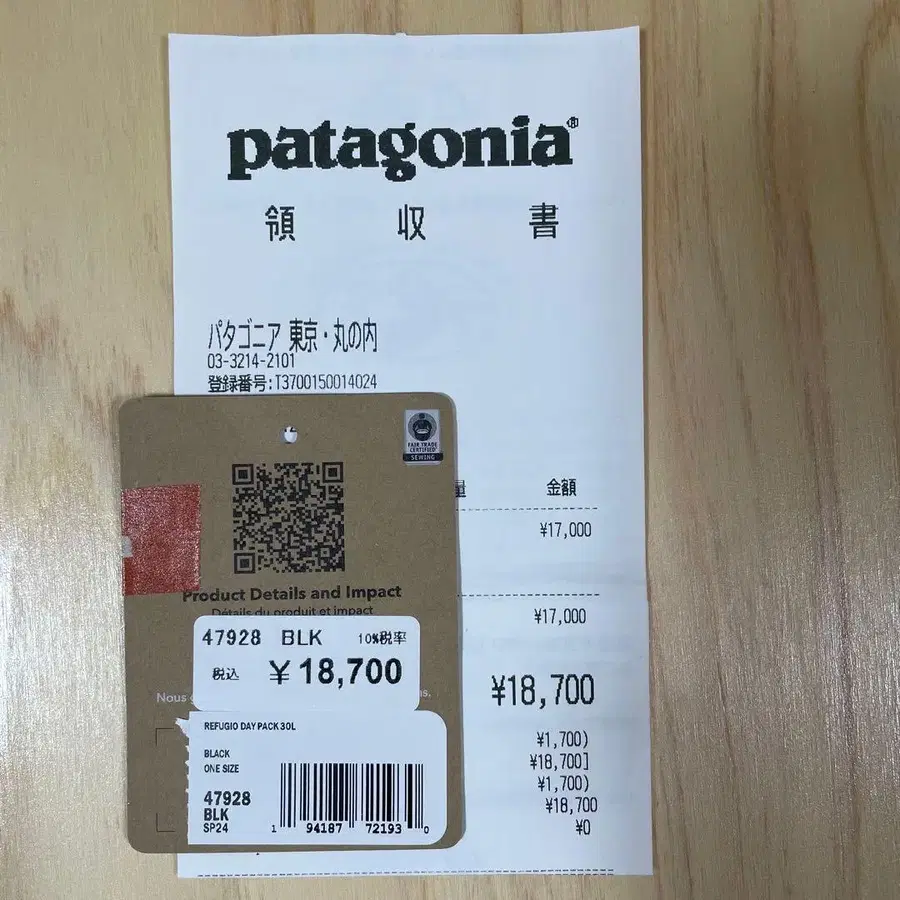 patagonia®
領 収 書
パタゴニア 東京・丸の内
03-3214-2101
登録番号:T3700150014024
量 金額
¥17,000
¥17,000
¥18,700
¥1,700)
¥18,700]
¥1,700)
¥18,700
¥0
FAIR TRADE
CERTIFIED
SEWING
Product Details and Impact
Détails du produit et impact
47928 BLK 10%税率
税込 ¥18,700
Nous
REFUGIO DAY PACK 30L
BLACK
ONE SIZE
47928
BLK
SP24
1 94187 72193 0